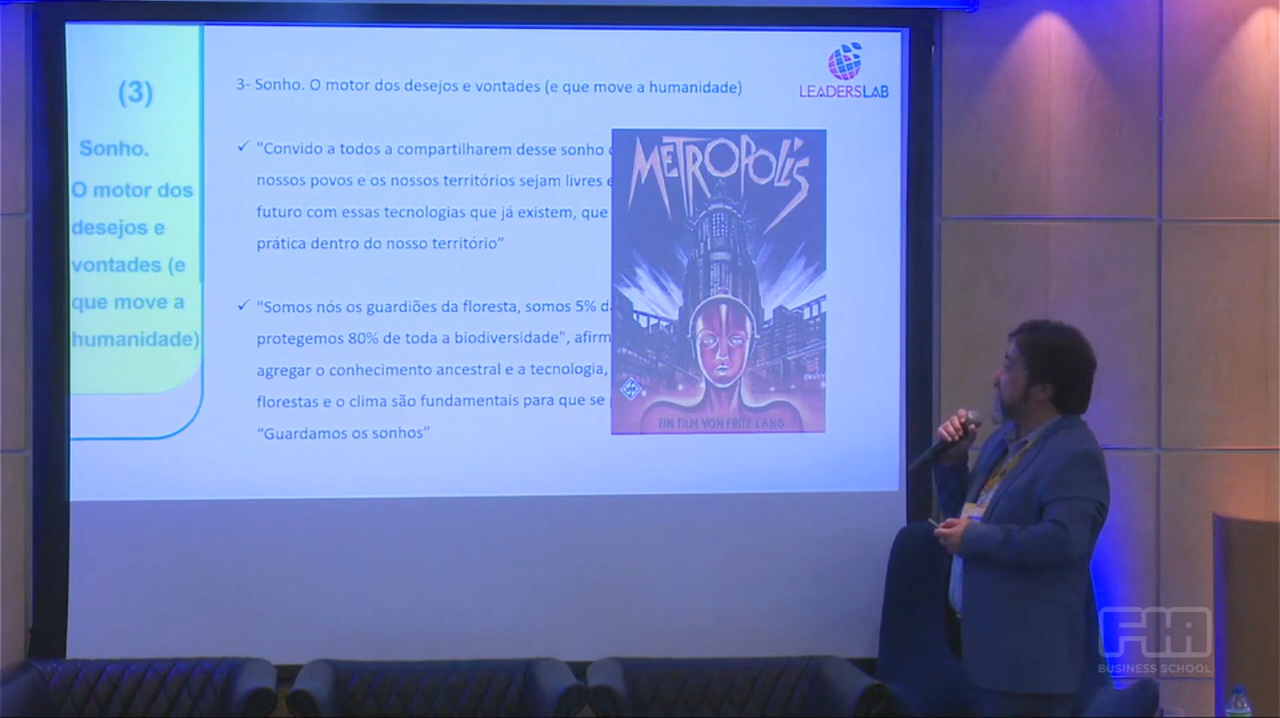 (3)
Sonho.
O motor dos
desejos e
vontades (e
que move a
humanidade)
3- Sonho. O motor dos desejos e vontades (e que move a humanidade)
LEADERSLAB
✓ "Convido a todos a compartilharem desse sonho
nossos povos e os nossos territórios sejam livres e
futuro com essas tecnologias que já existem, que
prática dentro do nosso território”
✓ "Somos nós os guardiões da floresta, somos 5%
protegemos 80% de toda a biodiversidade", afirm
agregar o conhecimento ancestral e a tecnologia,
florestas e o clima são fundamentais para que se
“Guardamos os sonhos”
METROPOLIS
EIN FILM VON FRITZ LANG
FIA
BUSINESS SCHOOL